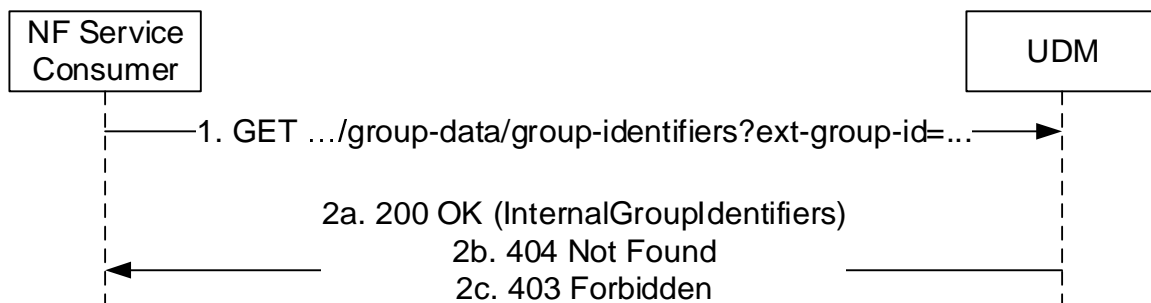 NF Service
Consumer
UDM
1. GET …/group-data/group-identifiers?ext-group-id=...
2a. 200 OK (InternalGroupIdentifiers)
2b. 404 Not Found
2c. 403 Forbidden